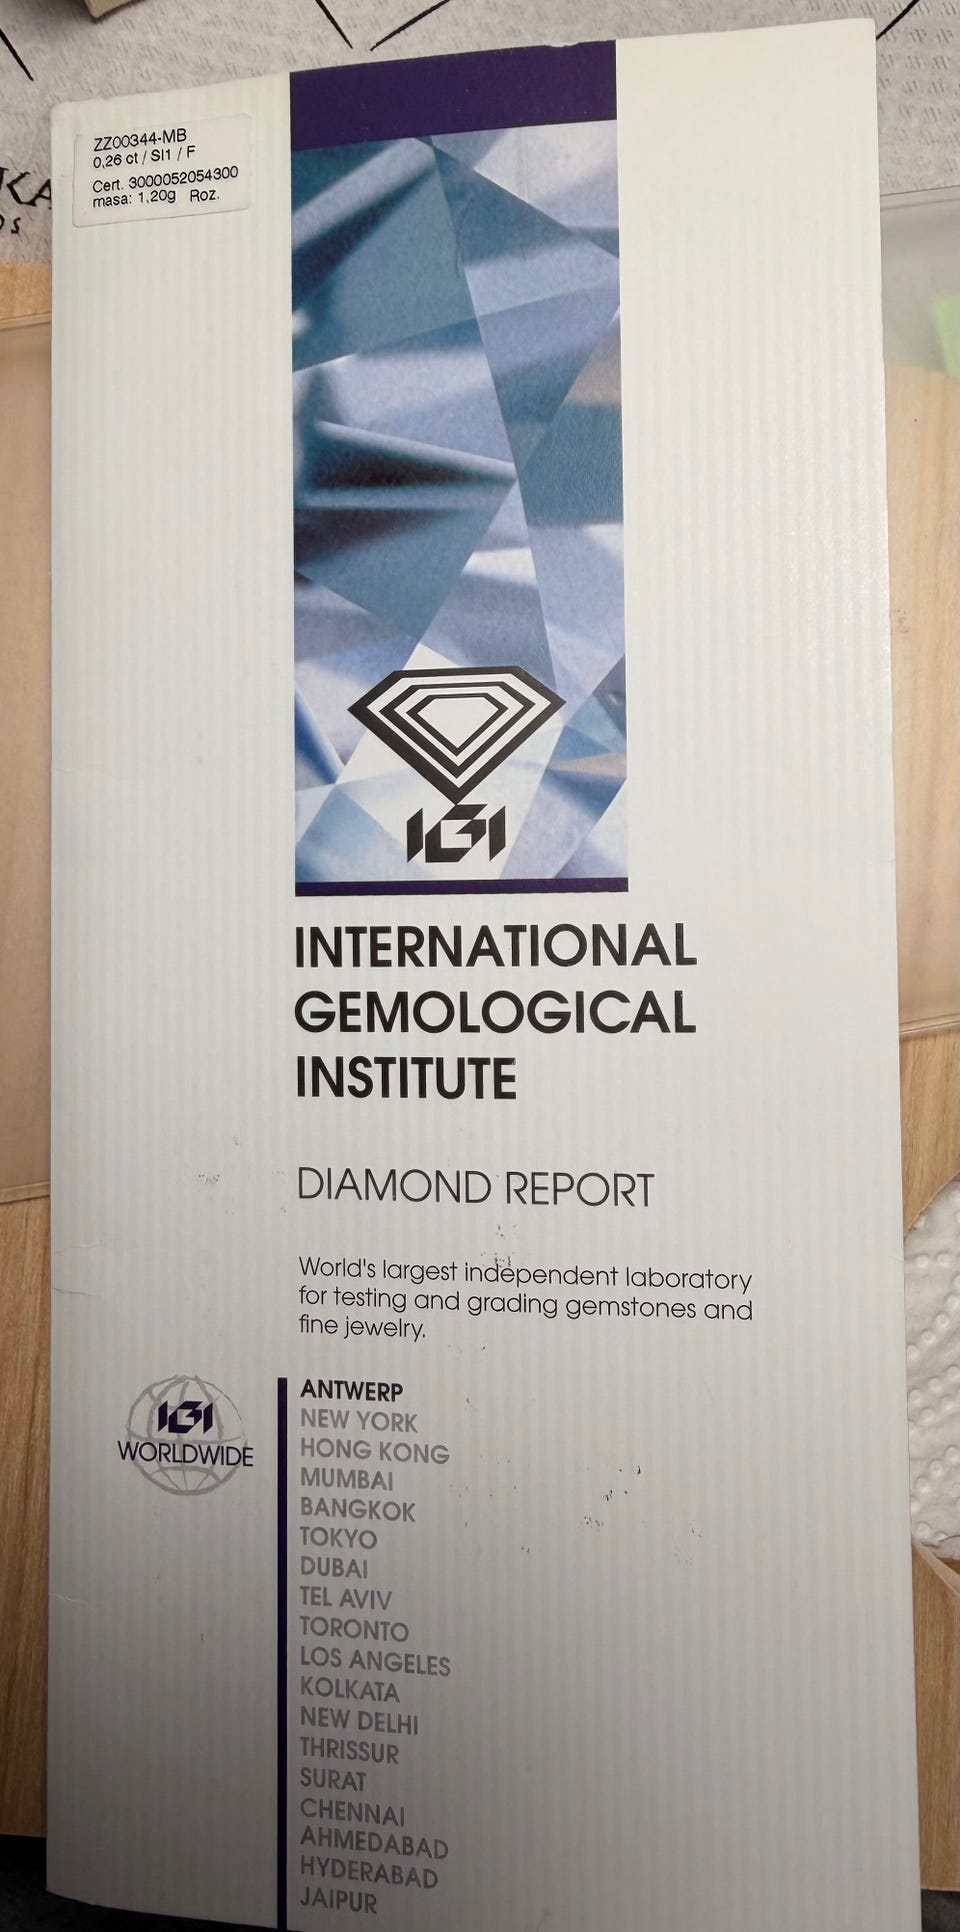 ZZ00344-MB
0,26 ct / SI1 / F
Cert. 3000052054300
masa: 1,20g Roz.
IGI
INTERNATIONAL
GEMOLOGICAL
INSTITUTE
DIAMOND REPORT
World's largest independent laboratory
for testing and grading gemstones and
fine jewelry.
IGI
WORLDWIDE
ANTWERP
NEW YORK
HONG KONG
MUMBAI
BANGKOK
TOKYO
DUBAI
TEL AVIV
TORONTO
LOS ANGELES
KOLKATA
NEW DELHI
THRISSUR
SURAT
CHENNAI
AHMEDABAD
HYDERABAD
JAIPUR